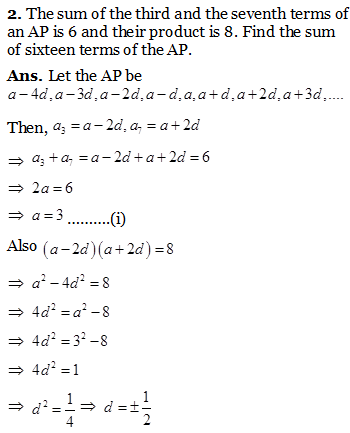 2. The sum of the third and the seventh terms of
an AP is 6 and their product is 8. Find the sum
of sixteen terms of the AP.
Ans. Let the AP be
a−4d,a−3d,a−2d,a−d,a,a+d,a+2d,a+3d,....
Then, a₃ = a−2d, a₇ = a+2d
⇒ a₃ + a₇ = a−2d+a+2d = 6
⇒ 2a = 6
⇒ a = 3 ..........(i)
Also (a−2d)(a+2d) = 8
⇒ a² − 4d² = 8
⇒ 4d² = a² − 8
⇒ 4d² = 3² − 8
⇒ 4d² = 1
⇒ d² = 1/4 ⇒ d = ±1/2